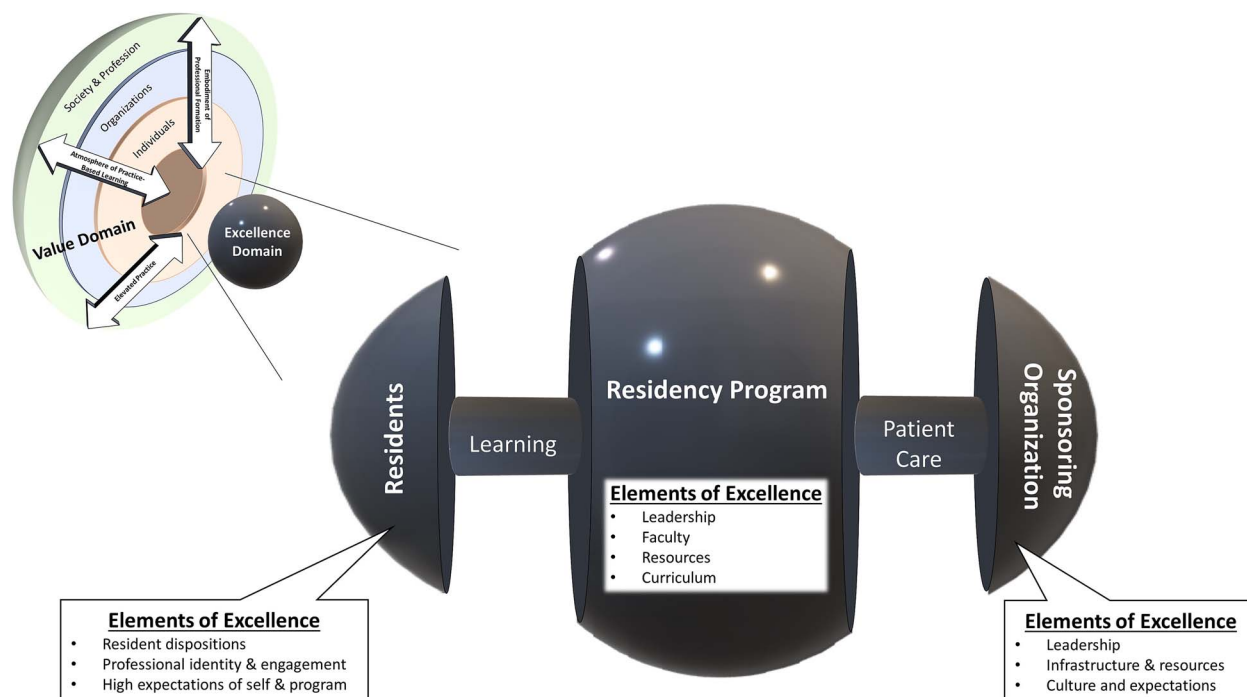 Society & Profession
Organizations
Individuals
Embodiment of
Professional Formation
Atmosphere of Practice-
Based Learning
Value Domain
Elevated Practice
Excellence
Domain
Residents
Learning
Residency Program
Elements of Excellence
• Leadership
• Faculty
• Resources
• Curriculum
Patient
Care
Sponsoring
Organization
Elements of Excellence
• Resident dispositions
• Professional identity & engagement
• High expectations of self & program
Elements of Excellence
• Leadership
• Infrastructure & resources
• Culture and expectations